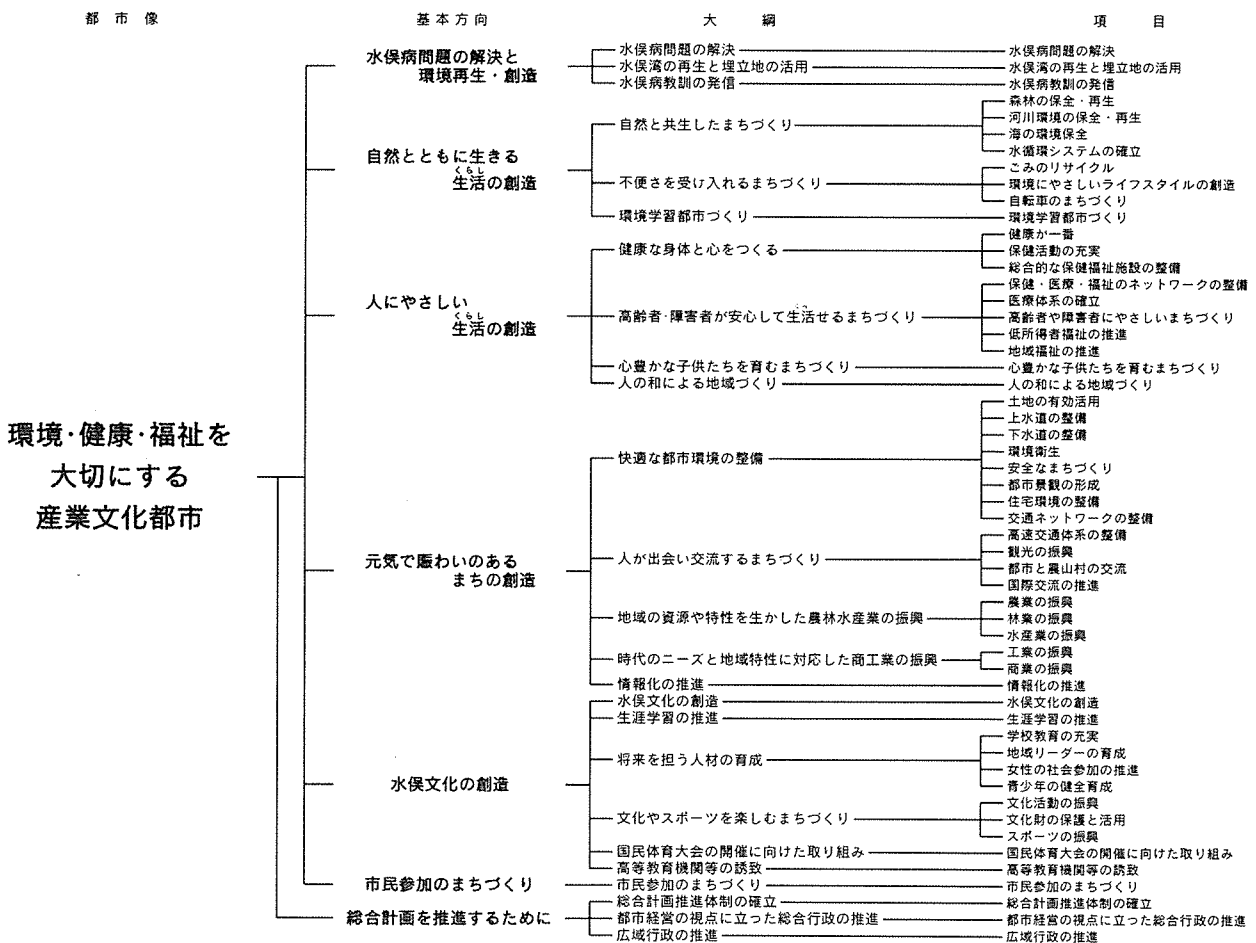 都市像
基本方向
大綱
項目
環境・健康・福祉を
大切にする
産業文化都市
水俣病問題の解決と
環境再生・創造
水俣病問題の解決
水俣病問題の解決
水俣湾の再生と埋立地の活用
水俣湾の再生と埋立地の活用
水俣病教訓の発信
水俣病教訓の発信
自然とともに生きる
くらし
生活の創造
自然と共生したまちづくり
森林の保全・再生
河川環境の保全・再生
海の環境保全
水循環システムの確立
不便さを受け入れるまちづくり
ごみのリサイクル
環境にやさしいライフスタイルの創造
自転車のまちづくり
環境学習都市づくり
環境学習都市づくり
人にやさしい
くらし
生活の創造
健康な身体と心をつくる
健康が一番
保健活動の充実
総合的な保健福祉施設の整備
高齢者・障害者が安心して生活せるまちづくり
保健・医療・福祉のネットワークの整備
医療体系の確立
高齢者や障害者にやさしいまちづくり
低所得者福祉の推進
地域福祉の推進
心豊かな子供たちを育むまちづくり
心豊かな子供たちを育むまちづくり
人の和による地域づくり
人の和による地域づくり
元気で賑わいのある
まちの創造
快適な都市環境の整備
土地の有効活用
上水道の整備
下水道の整備
環境衛生
安全なまちづくり
都市景観の形成
住宅環境の整備
交通ネットワークの整備
人が出会い交流するまちづくり
高速交通体系の整備
観光の振興
都市と農山村の交流
国際交流の推進
地域の資源や特性を生かした農林水産業の振興
農業の振興
林業の振興
水産業の振興
時代のニーズと地域特性に対応した商工業の振興
工業の振興
商業の振興
情報化の推進
情報化の推進
水俣文化の創造
水俣文化の創造
水俣文化の創造
生涯学習の推進
生涯学習の推進
将来を担う人材の育成
学校教育の充実
地域リーダーの育成
女性の社会参加の推進
青少年の健全育成
文化やスポーツを楽しむまちづくり
文化活動の振興
文化財の保護と活用
スポーツの振興
国民体育大会の開催に向けた取り組み
国民体育大会の開催に向けた取り組み
高等教育機関等の誘致
高等教育機関等の誘致
市民参加のまちづくり
市民参加のまちづくり
市民参加のまちづくり
総合計画を推進するために
総合計画推進体制の確立
総合計画推進体制の確立
都市経営の視点に立った総合行政の推進
都市経営の視点に立った総合行政の推進
広域行政の推進
広域行政の推進